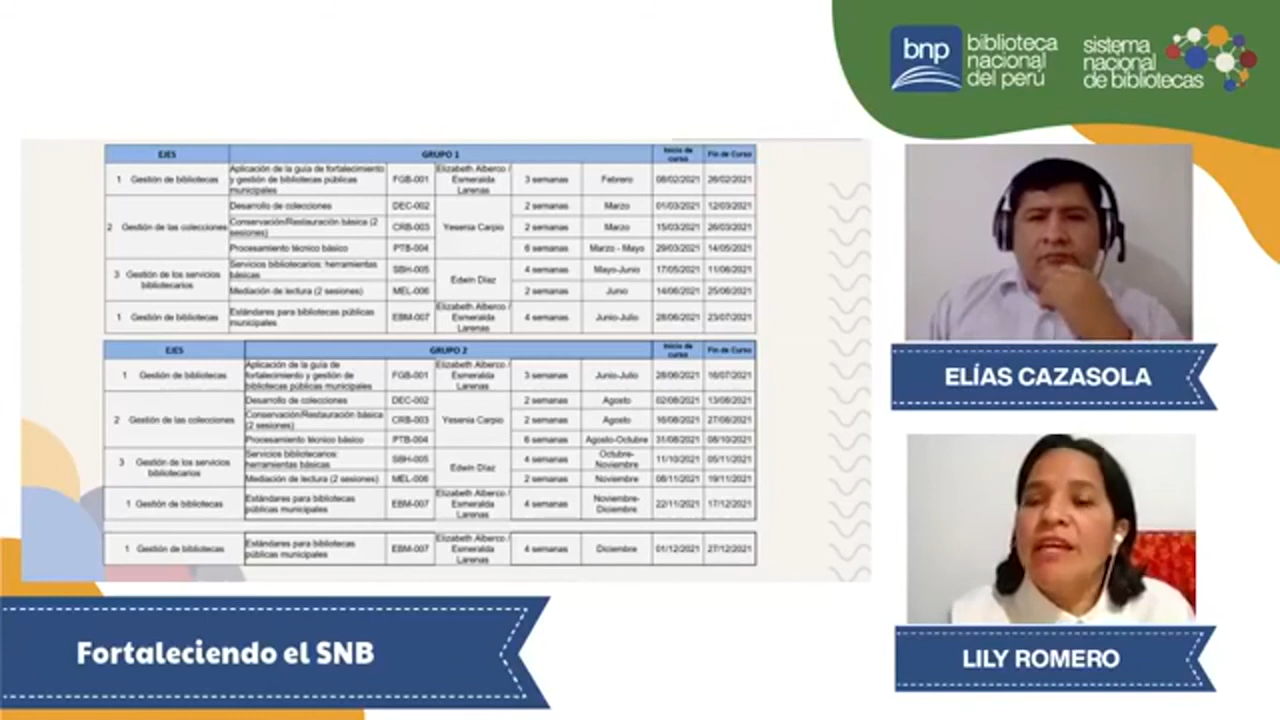 bnp
biblioteca
nacional
del perú
sistema
nacional
de bibliotecas
EJES GRUPO 1 Inicio de curso Fin de Curso
1 Gestión de bibliotecas Aplicación de la guía de fortalecimiento y gestión de bibliotecas públicas municipales FGB-001 Elizabeth Alberco / Esmeralda Larenas 3 semanas Febrero 08/02/2021 26/02/2021
2 Gestión de las colecciones Desarrollo de colecciones DEC-002 Yesenia Carpio 2 semanas Marzo 01/03/2021 12/03/2021
Conservación/Restauración básica (2 sesiones) CRB-003 2 semanas Marzo 15/03/2021 26/03/2021
Procesamiento técnico básico PTB-004 6 semanas Marzo - Mayo 29/03/2021 14/05/2021
3 Gestión de los servicios bibliotecarios Servicios bibliotecarios: herramientas básicas SBH-005 Edwin Díaz 4 semanas Mayo-Junio 17/05/2021 11/06/2021
Mediación de lectura (2 sesiones) MEL-006 2 semanas Junio 14/06/2021 25/06/2021
1 Gestión de bibliotecas Estándares para bibliotecas públicas municipales EBM-007 Elizabeth Alberco / Esmeralda Larenas 4 semanas Junio-Julio 28/06/2021 23/07/2021
EJES GRUPO 2 Inicio de curso Fin de Curso
1 Gestión de bibliotecas Aplicación de la guía de fortalecimiento y gestión de bibliotecas públicas municipales FGB-001 Elizabeth Alberco / Esmeralda Larenas 3 semanas Junio-Julio 28/06/2021 16/07/2021
2 Gestión de las colecciones Desarrollo de colecciones DEC-002 Yesenia Carpio 2 semanas Agosto 02/08/2021 13/08/2021
Conservación/Restauración básica (2 sesiones) CRB-003 2 semanas Agosto 16/08/2021 27/08/2021
Procesamiento técnico básico PTB-004 6 semanas Agosto-Octubre 31/08/2021 08/10/2021
3 Gestión de los servicios bibliotecarios Servicios bibliotecarios: herramientas básicas SBH-005 Edwin Díaz 4 semanas Octubre-Noviembre 11/10/2021 05/11/2021
Mediación de lectura (2 sesiones) MEL-006 2 semanas Noviembre 08/11/2021 19/11/2021
1 Gestión de bibliotecas Estándares para bibliotecas públicas municipales EBM-007 Elizabeth Alberco / Esmeralda Larenas 4 semanas Noviembre-Diciembre 22/11/2021 17/12/2021
1 Gestión de bibliotecas Estándares para bibliotecas públicas municipales EBM-007 Elizabeth Alberco / Esmeralda Larenas 4 semanas Diciembre 01/12/2021 27/12/2021
ELÍAS CAZASOLA
LILY ROMERO
Fortaleciendo el SNB